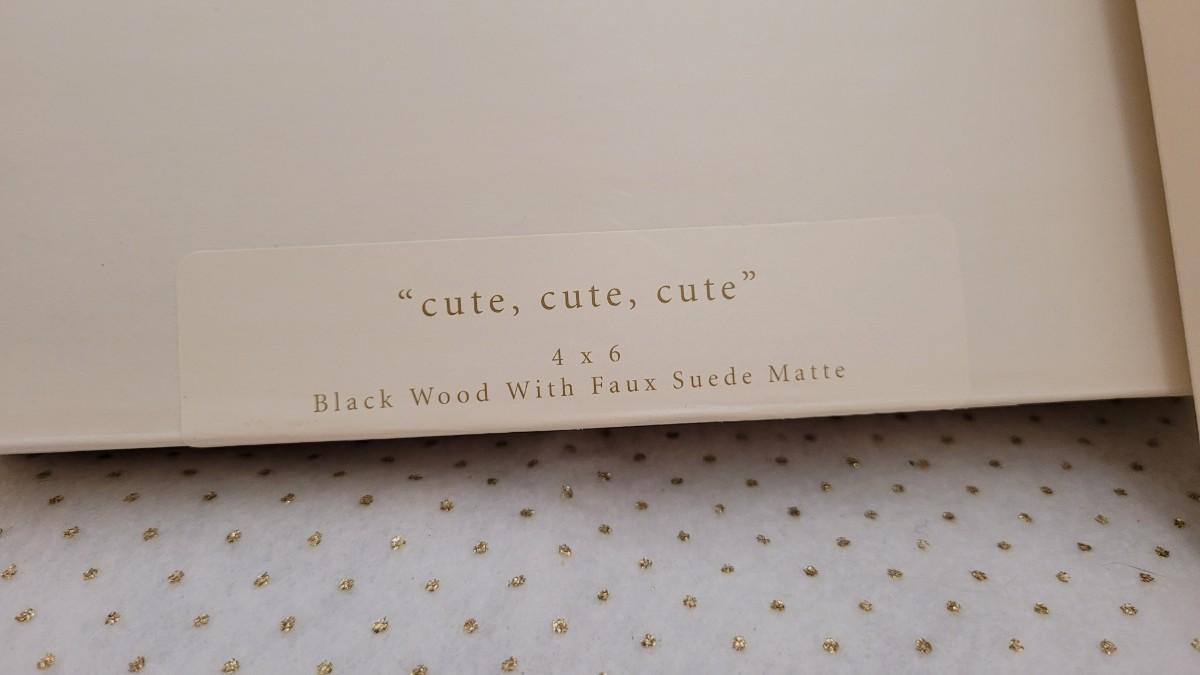 “cute, cute, cute”
4 x 6
Black Wood With Faux Suede Matte